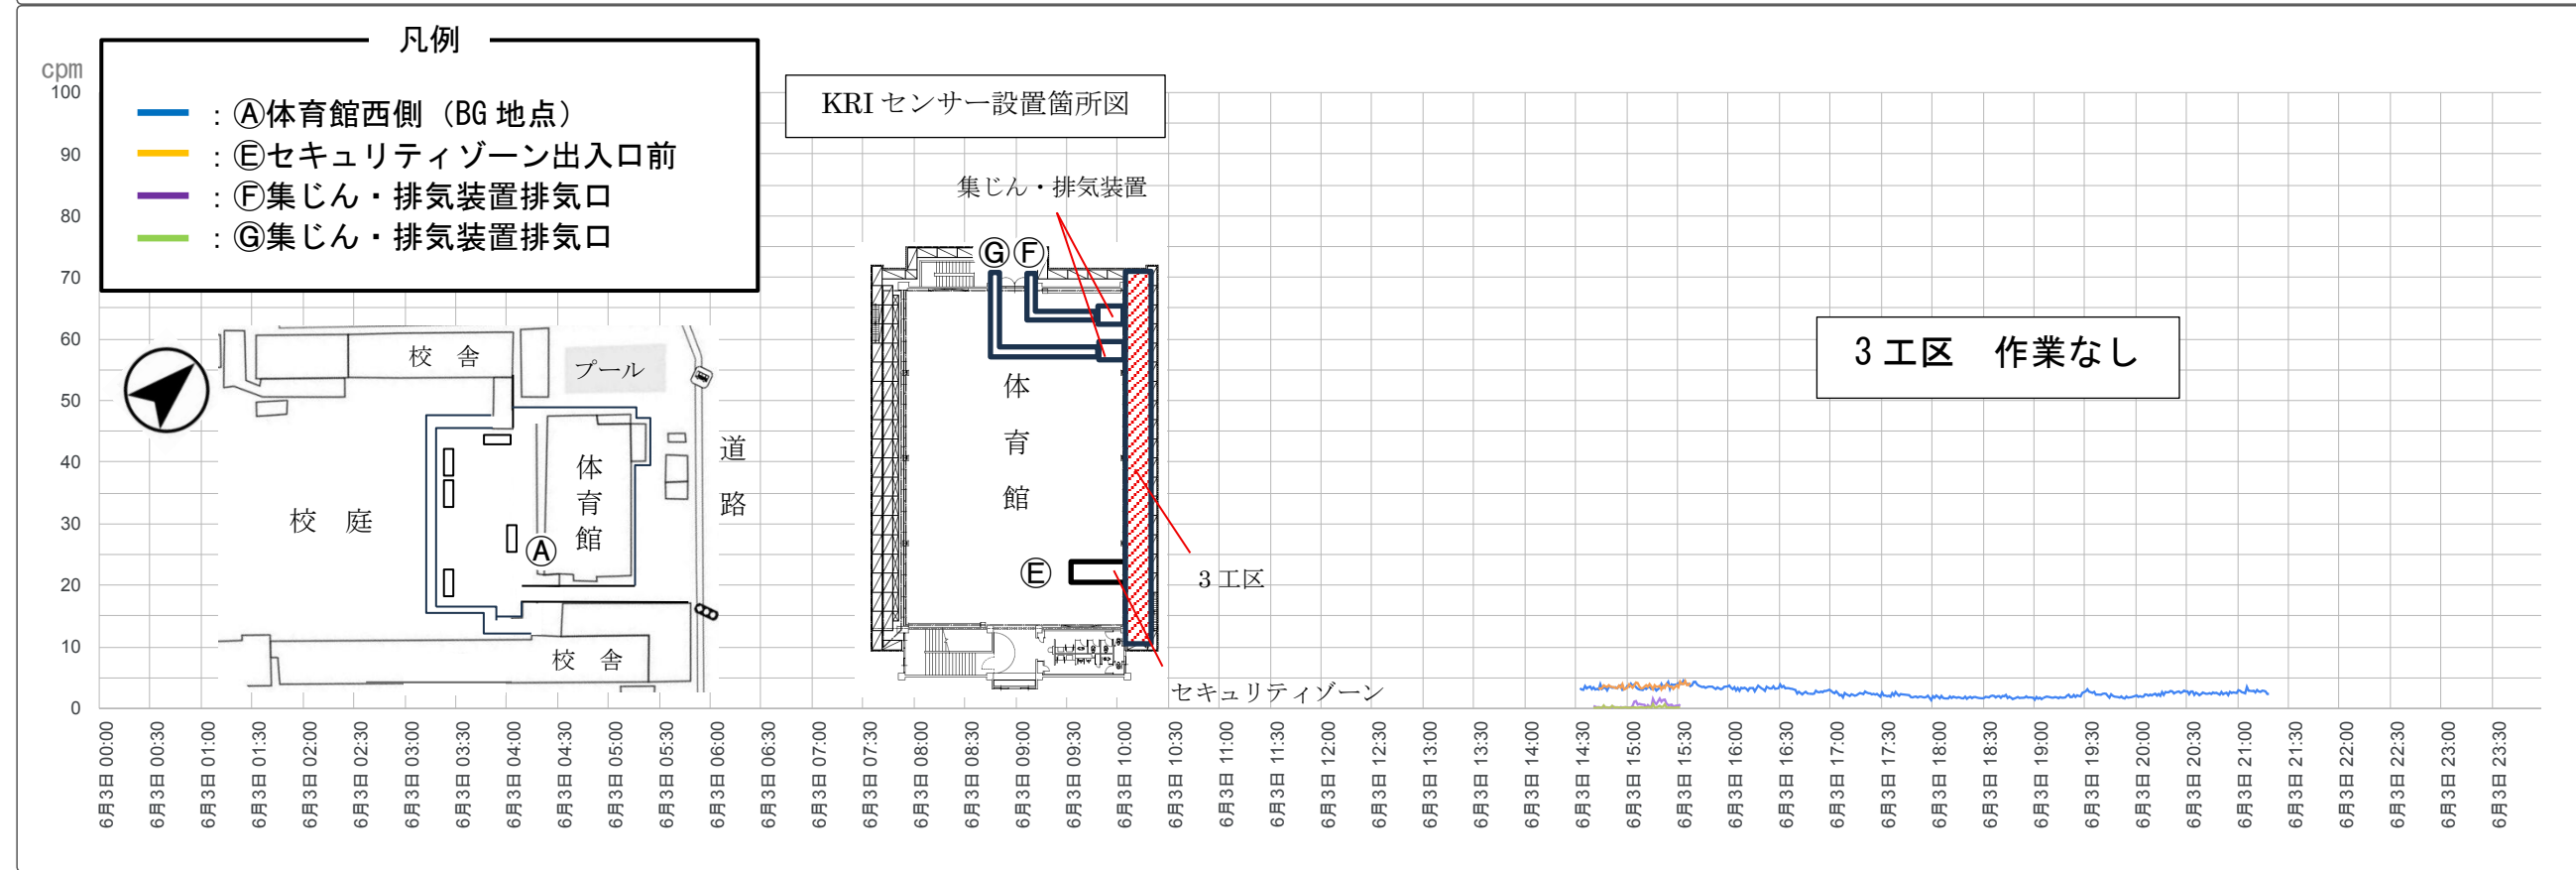 凡例
cpm
100
90
80
70
60
50
40
30
20
10
0
:Ⓐ体育館西側（BG 地点）
:Ⓔセキュリティゾーン出入口前
:Ⓕ集じん・排気装置排気口
:Ⓖ集じん・排気装置排気口
KRI センサー設置箇所図
集じん・排気装置
Ⓖ Ⓕ
体育館
Ⓔ
3 工区
セキュリティゾーン
校 舎
プール
道路
体育館
校 庭
Ⓐ
校 舎
3 工区 作業なし
6月3日 00:00
6月3日 00:30
6月3日 01:00
6月3日 01:30
6月3日 02:00
6月3日 02:30
6月3日 03:00
6月3日 03:30
6月3日 04:00
6月3日 04:30
6月3日 05:00
6月3日 05:30
6月3日 06:00
6月3日 06:30
6月3日 07:00
6月3日 07:30
6月3日 08:00
6月3日 08:30
6月3日 09:00
6月3日 09:30
6月3日 10:00
6月3日 10:30
6月3日 11:00
6月3日 11:30
6月3日 12:00
6月3日 12:30
6月3日 13:00
6月3日 13:30
6月3日 14:00
6月3日 14:30
6月3日 15:00
6月3日 15:30
6月3日 16:00
6月3日 16:30
6月3日 17:00
6月3日 17:30
6月3日 18:00
6月3日 18:30
6月3日 19:00
6月3日 19:30
6月3日 20:00
6月3日 20:30
6月3日 21:00
6月3日 21:30
6月3日 22:00
6月3日 22:30
6月3日 23:00
6月3日 23:30